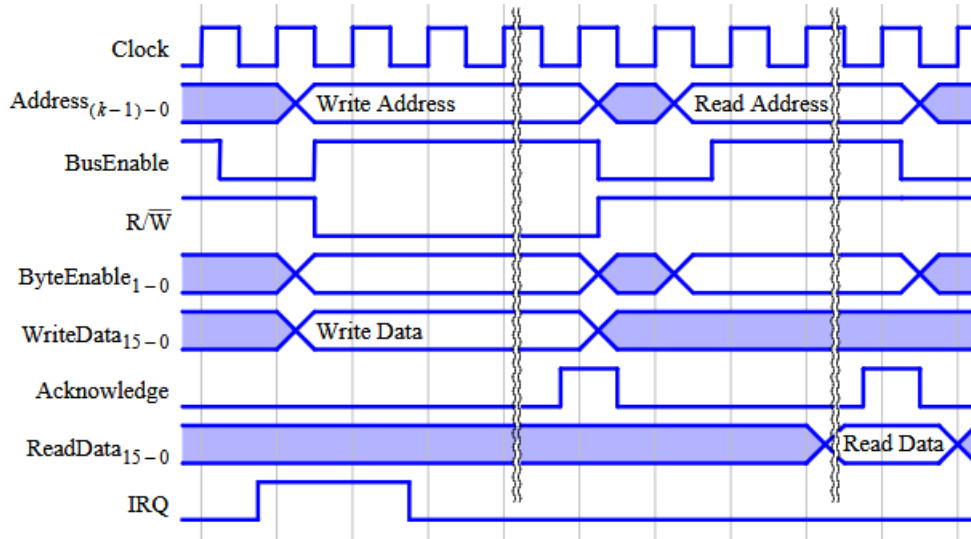 Clock
Address(k−1)−0
Write Address
Read Address
BusEnable
R/W̅
ByteEnable1−0
WriteData15−0
Write Data
Acknowledge
ReadData15−0
Read Data
IRQ